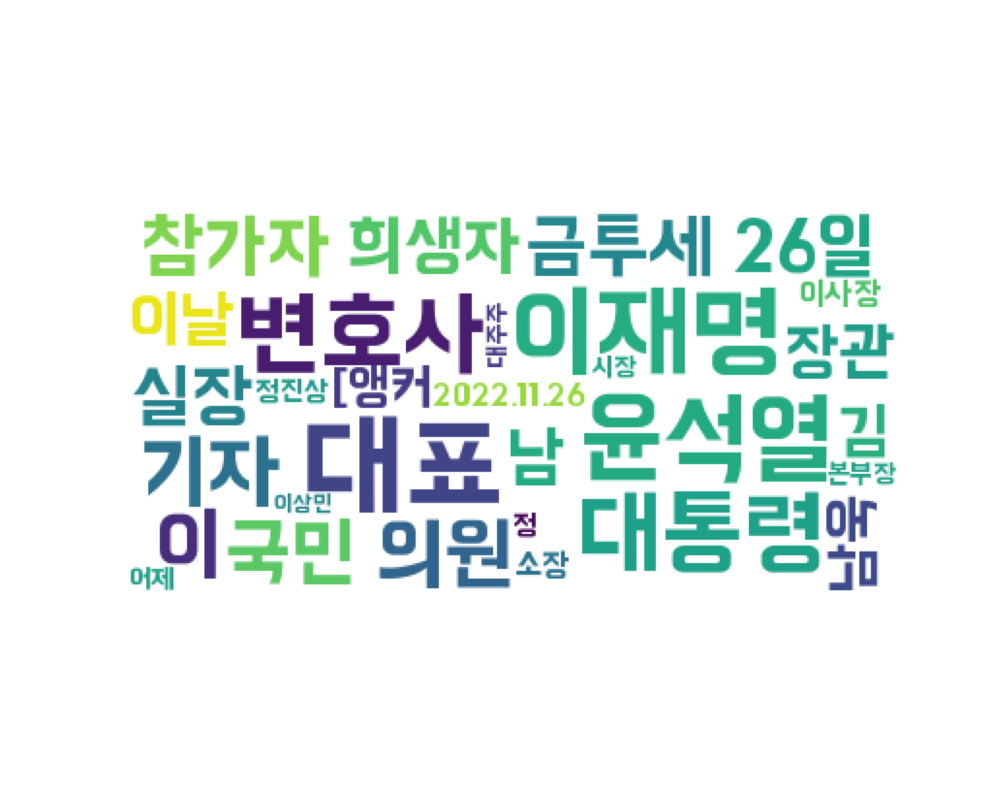 참가자 희생자 금투세 26일
이날 변호사 대주주 이재명 이사장
장관
실장 정진상 [앵커 2022.11.26 시장
윤석열 김
기자 대표 남 본부장
이상민
이 국민 의원 정 대통령 남욱
어제 소장